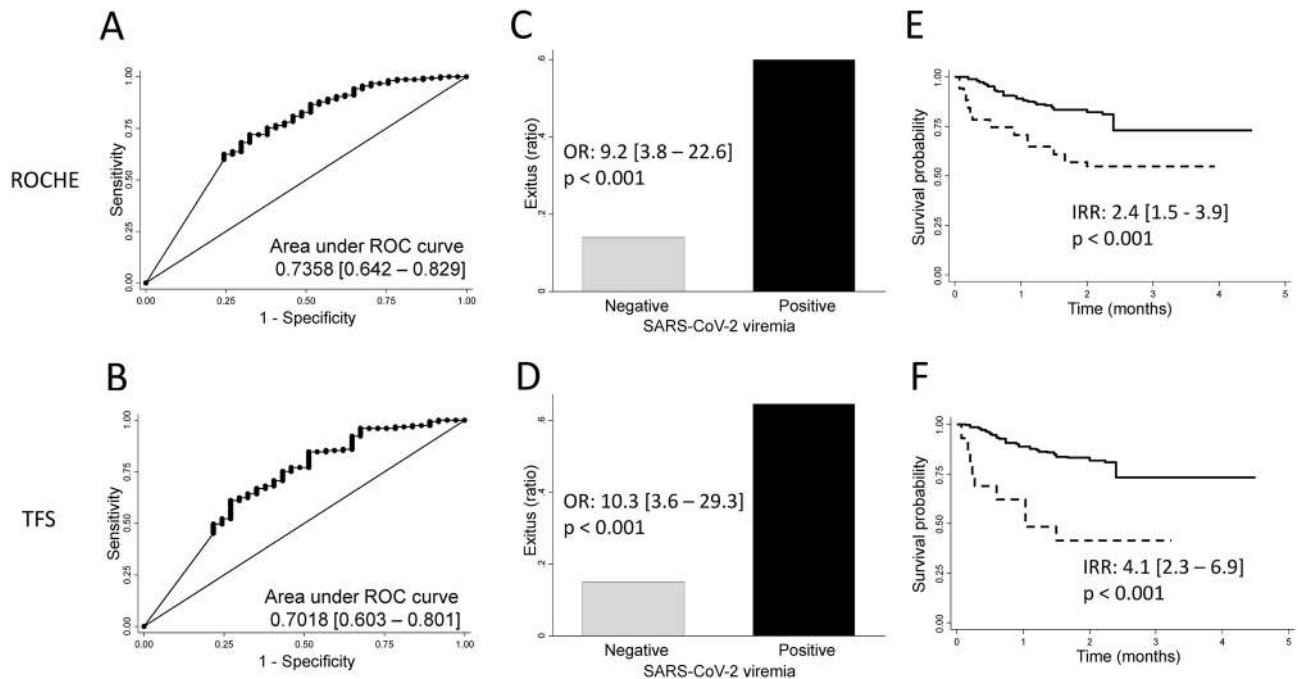 A
C
E
ROCHE
Sensitivity
1.00
0.75
0.50
0.25
0.00
Area under ROC curve
0.7358 [0.642 – 0.829]
0.00 0.25 0.50 0.75 1.00
1 - Specificity
Exitus (ratio)
.6
.4
.2
0
OR: 9.2 [3.8 – 22.6]
p < 0.001
Negative Positive
SARS-CoV-2 viremia
Survival probability
1.00
0.75
0.50
0.25
0.00
IRR: 2.4 [1.5 - 3.9]
p < 0.001
0 1 2 3 4 5
Time (months)
B
D
F
TFS
Sensitivity
1.00
0.75
0.50
0.25
0.00
Area under ROC curve
0.7018 [0.603 – 0.801]
0.00 0.25 0.50 0.75 1.00
1 - Specificity
Exitus (ratio)
.6
.4
.2
0
OR: 10.3 [3.6 – 29.3]
p < 0.001
Negative Positive
SARS-CoV-2 viremia
Survival probability
1.00
0.75
0.50
0.25
0.00
IRR: 4.1 [2.3 – 6.9]
p < 0.001
0 1 2 3 4 5
Time (months)